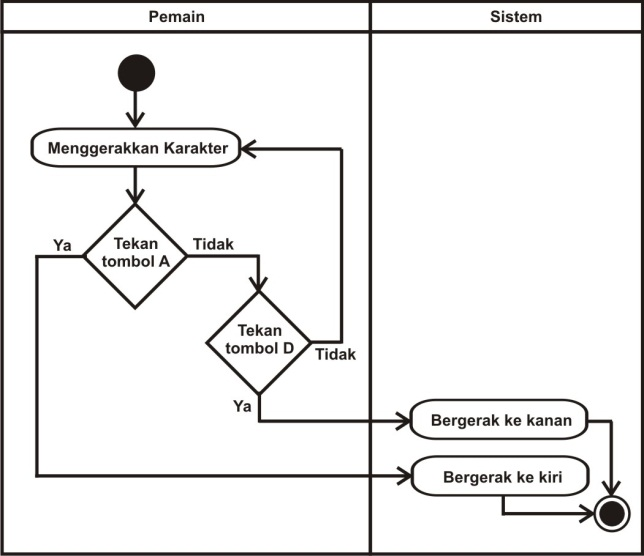 Pemain
Sistem
Menggerakkan Karakter
Ya
Tekan
tombol A
Tidak
Tekan
tombol D
Tidak
Ya
Bergerak ke kanan
Bergerak ke kiri